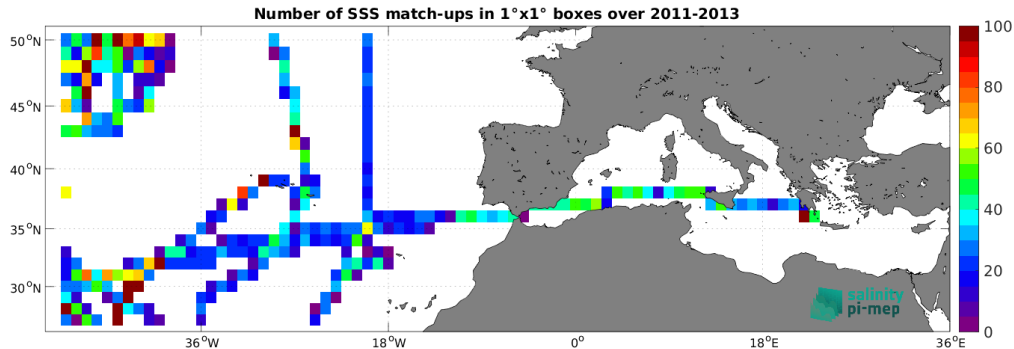 Number of SSS match-ups in 1°x1° boxes over 2011-2013
50°N
45°N
40°N
35°N
30°N
36°W
18°W
0°
18°E
36°E
100
80
60
40
20
0
salinity
pi-mep